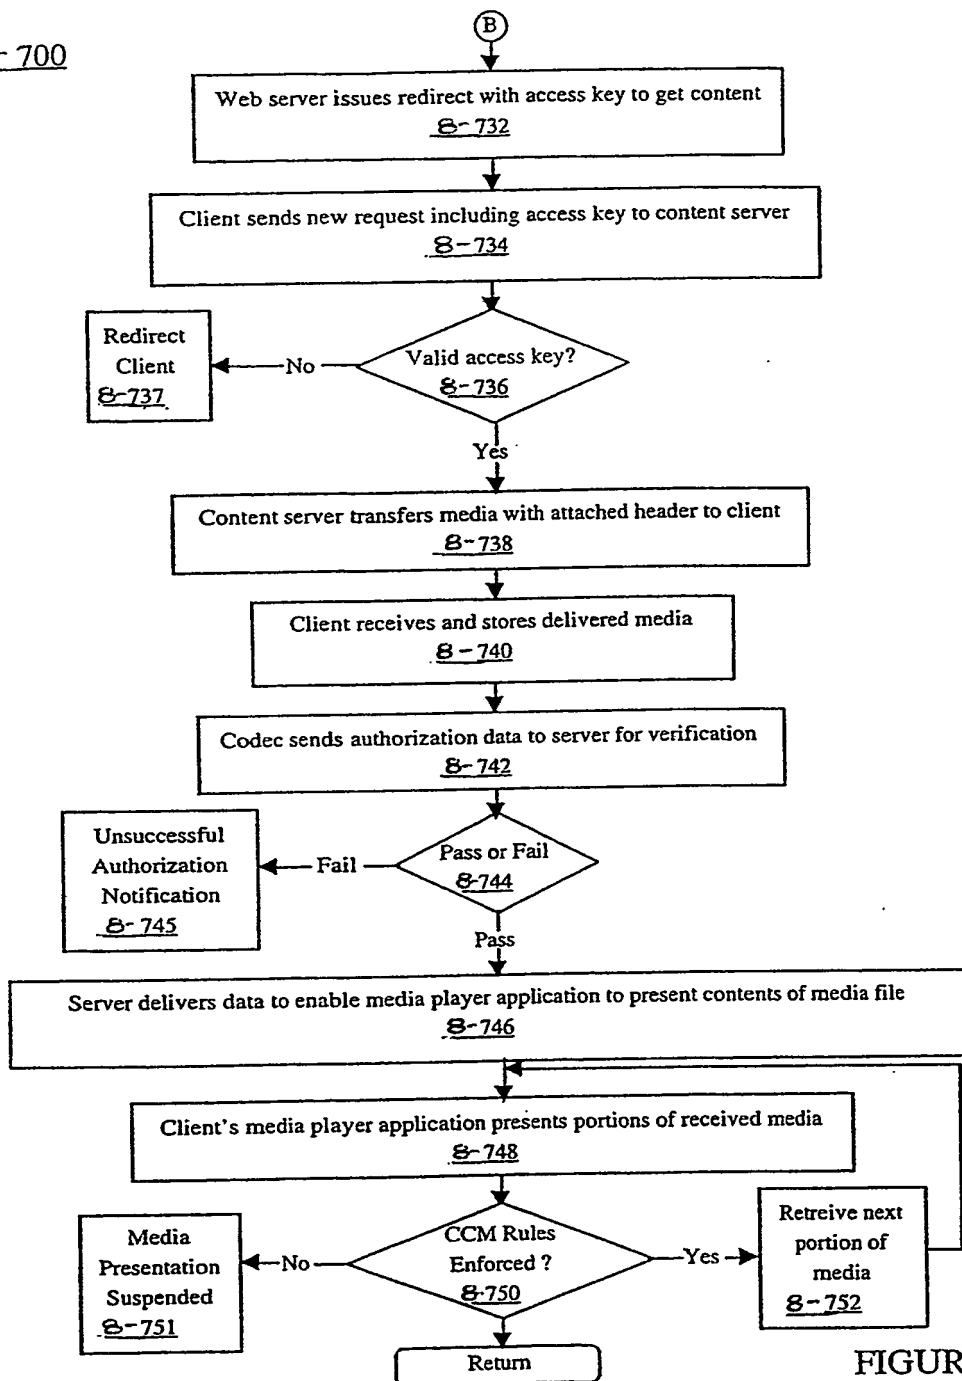 B
700
Web server issues redirect with access key to get content
8-732
Client sends new request including access key to content server
8-734
Valid access key?
8-736
No
Redirect
Client
8-737
Yes
Content server transfers media with attached header to client
8-738
Client receives and stores delivered media
8-740
Codec sends authorization data to server for verification
8-742
Pass or Fail
8-744
Fail
Unsuccessful
Authorization
Notification
8-745
Pass
Server delivers data to enable media player application to present contents of media file
8-746
Client's media player application presents portions of received media
8-748
CCM Rules
Enforced ?
8-750
No
Media
Presentation
Suspended
8-751
Yes
Retreive next
portion of
media
8-752
Return
FIGUR